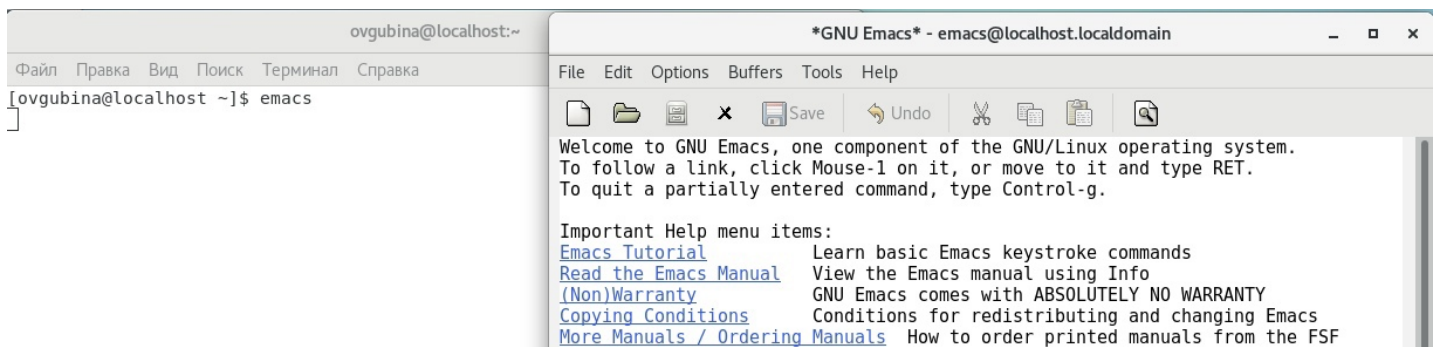 ovgubina@localhost:~
Файл Правка Вид Поиск Терминал Справка
[ovgubina@localhost ~]$ emacs
*GNU Emacs* - emacs@localhost.localdomain
File Edit Options Buffers Tools Help
Save Undo
Welcome to GNU Emacs, one component of the GNU/Linux operating system.
To follow a link, click Mouse-1 on it, or move to it and type RET.
To quit a partially entered command, type Control-g.
Important Help menu items:
Emacs Tutorial Learn basic Emacs keystroke commands
Read the Emacs Manual View the Emacs manual using Info
(Non)Warranty GNU Emacs comes with ABSOLUTELY NO WARRANTY
Copying Conditions Conditions for redistributing and changing Emacs
More Manuals / Ordering Manuals How to order printed manuals from the FSF